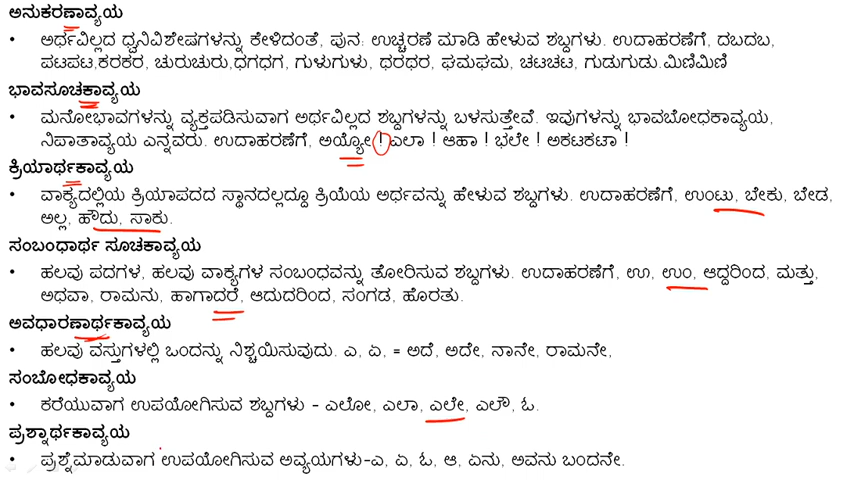 ಅನುಕರಣಾವ್ಯಯ
• ಅರ್ಥವಿಲ್ಲದ ಧ್ವನಿವಿಶೇಷಗಳನ್ನು ಕೇಳಿದಂತೆ, ಪುನಃ ಉಚ್ಚರಣೆ ಮಾಡಿ ಹೇಳುವ ಶಬ್ದಗಳು. ಉದಾಹರಣೆಗೆ, ದಬದಬ,
ಪಟಪಟ,ಕರಕರ, ಚುರುಚುರು,ಧಗಧಗ, ಗುಳುಗುಳು, ಥರಥರ, ಘಮಘಮ, ಚಟಚಟ, ಗುಡುಗುಡು.ಮಿಣಿಮಿಣಿ
ಭಾವಸೂಚಕಾವ್ಯಯ
• ಮನೋಭಾವಗಳನ್ನು ವ್ಯಕ್ತಪಡಿಸುವಾಗ ಅರ್ಥವಿಲ್ಲದ ಶಬ್ದಗಳನ್ನು ಬಳಸುತ್ತೇವೆ. ಇವುಗಳನ್ನು ಭಾವಬೋಧಕಾವ್ಯಯ,
ನಿಪಾತಾವ್ಯಯ ಎನ್ನವರು. ಉದಾಹರಣೆಗೆ, ಅಯ್ಯೋ ! ಎಲಾ ! ಆಹಾ ! ಭಲೇ ! ಅಕಟಕಟಾ !
ಕ್ರಿಯಾರ್ಥಕಾವ್ಯಯ
• ವಾಕ್ಯದಲ್ಲಿಯ ಕ್ರಿಯಾಪದದ ಸ್ಥಾನದಲ್ಲದ್ದೂ ಕ್ರಿಯೆಯ ಅರ್ಥವನ್ನು ಹೇಳುವ ಶಬ್ದಗಳು. ಉದಾಹರಣೆಗೆ, ಉಂಟು, ಬೇಕು, ಬೇಡ,
ಅಲ್ಲ, ಹೌದು, ಸಾಕು.
ಸಂಬಂಧಾರ್ಥ ಸೂಚಕಾವ್ಯಯ
• ಹಲವು ಪದಗಳ, ಹಲವು ವಾಕ್ಯಗಳ ಸಂಬಂಧವನ್ನು ತೋರಿಸುವ ಶಬ್ದಗಳು. ಉದಾಹರಣೆಗೆ, ಊ, ಉಂ, ಆದ್ದರಿಂದ, ಮತ್ತು,
ಅಥವಾ, ರಾಮನು, ಹಾಗಾದರೆ, ಆದುದರಿಂದ, ಸಂಗಡ, ಹೊರತು.
ಅವಧಾರಣಾರ್ಥಕಾವ್ಯಯ
• ಹಲವು ವಸ್ತುಗಳಲ್ಲಿ ಒಂದನ್ನು ನಿಶ್ಚಯಿಸುವುದು. ಎ, ಏ, = ಅದೆ, ಅದೇ, ನಾನೇ, ರಾಮನೇ,
ಸಂಬೋಧಕಾವ್ಯಯ
• ಕರೆಯುವಾಗ ಉಪಯೋಗಿಸುವ ಶಬ್ದಗಳು - ಎಲೋ, ಎಲಾ, ಎಲೇ, ಎಲೌ, ಓ.
ಪ್ರಶ್ನಾರ್ಥಕಾವ್ಯಯ
• ಪ್ರಶ್ನೆಮಾಡುವಾಗ ಉಪಯೋಗಿಸುವ ಅವ್ಯಯಗಳು-ಎ, ಏ, ಓ, ಆ, ಏನು, ಅವನು ಬಂದನೇ.